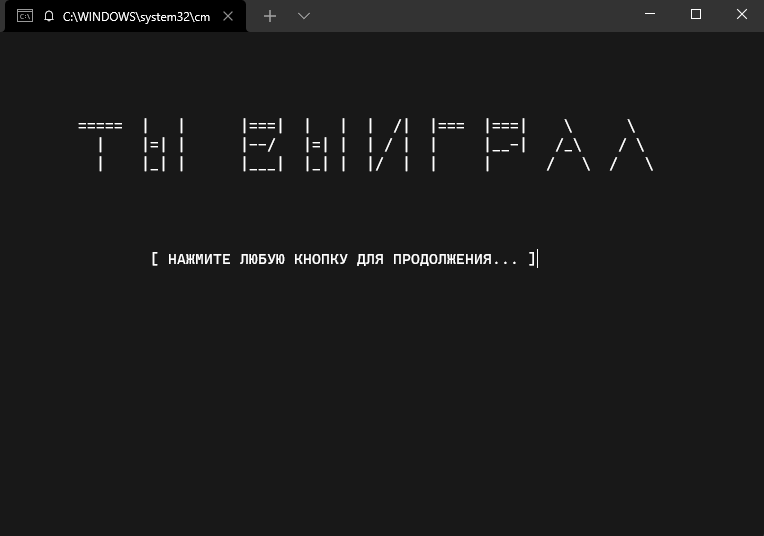 C:\WINDOWS\system32\cm
ТЫ ВЫИГРАЛ
[ НАЖМИТЕ ЛЮБУЮ КНОПКУ ДЛЯ ПРОДОЛЖЕНИЯ... ]